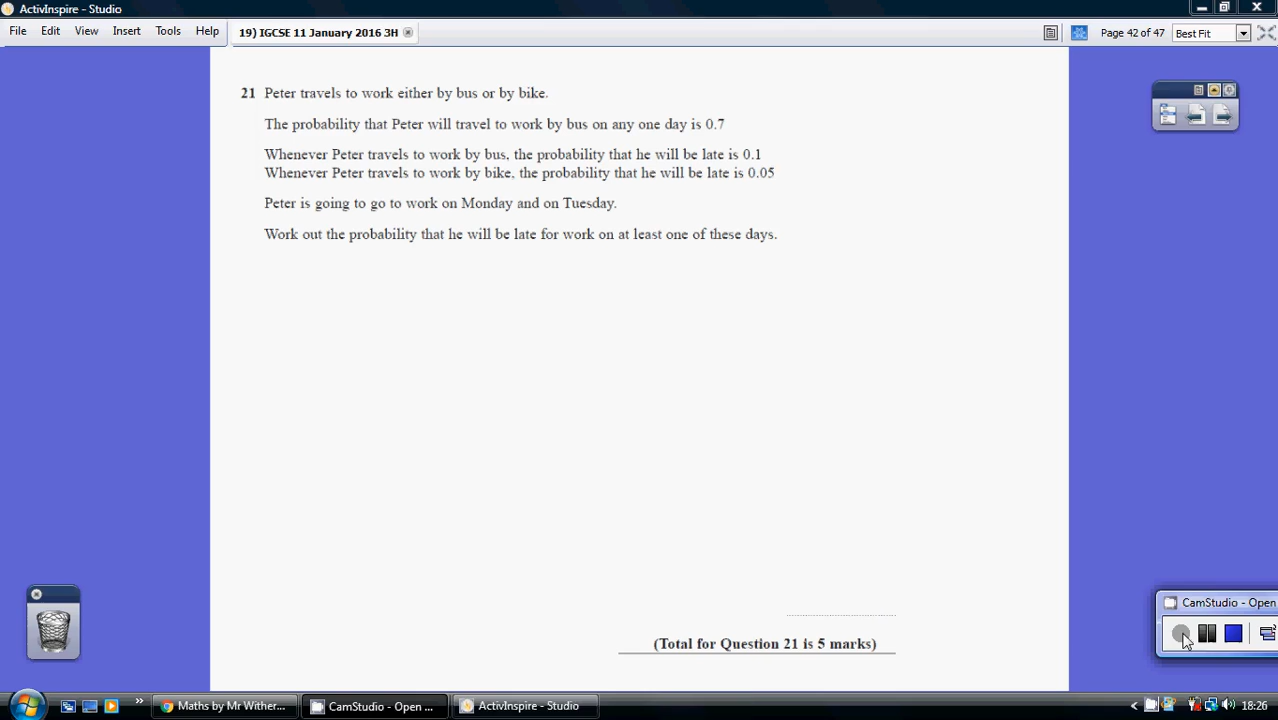 ActivInspire - Studio
File Edit View Insert Tools Help
19) IGCSE 11 January 2016 3H
Page 42 of 47
Best Fit
21 Peter travels to work either by bus or by bike.
The probability that Peter will travel to work by bus on any one day is 0.7
Whenever Peter travels to work by bus, the probability that he will be late is 0.1
Whenever Peter travels to work by bike, the probability that he will be late is 0.05
Peter is going to go to work on Monday and on Tuesday.
Work out the probability that he will be late for work on at least one of these days.
(Total for Question 21 is 5 marks)
CamStudio - Open
Maths by Mr Wither...
CamStudio - Open ...
ActivInspire - Studio
18:26